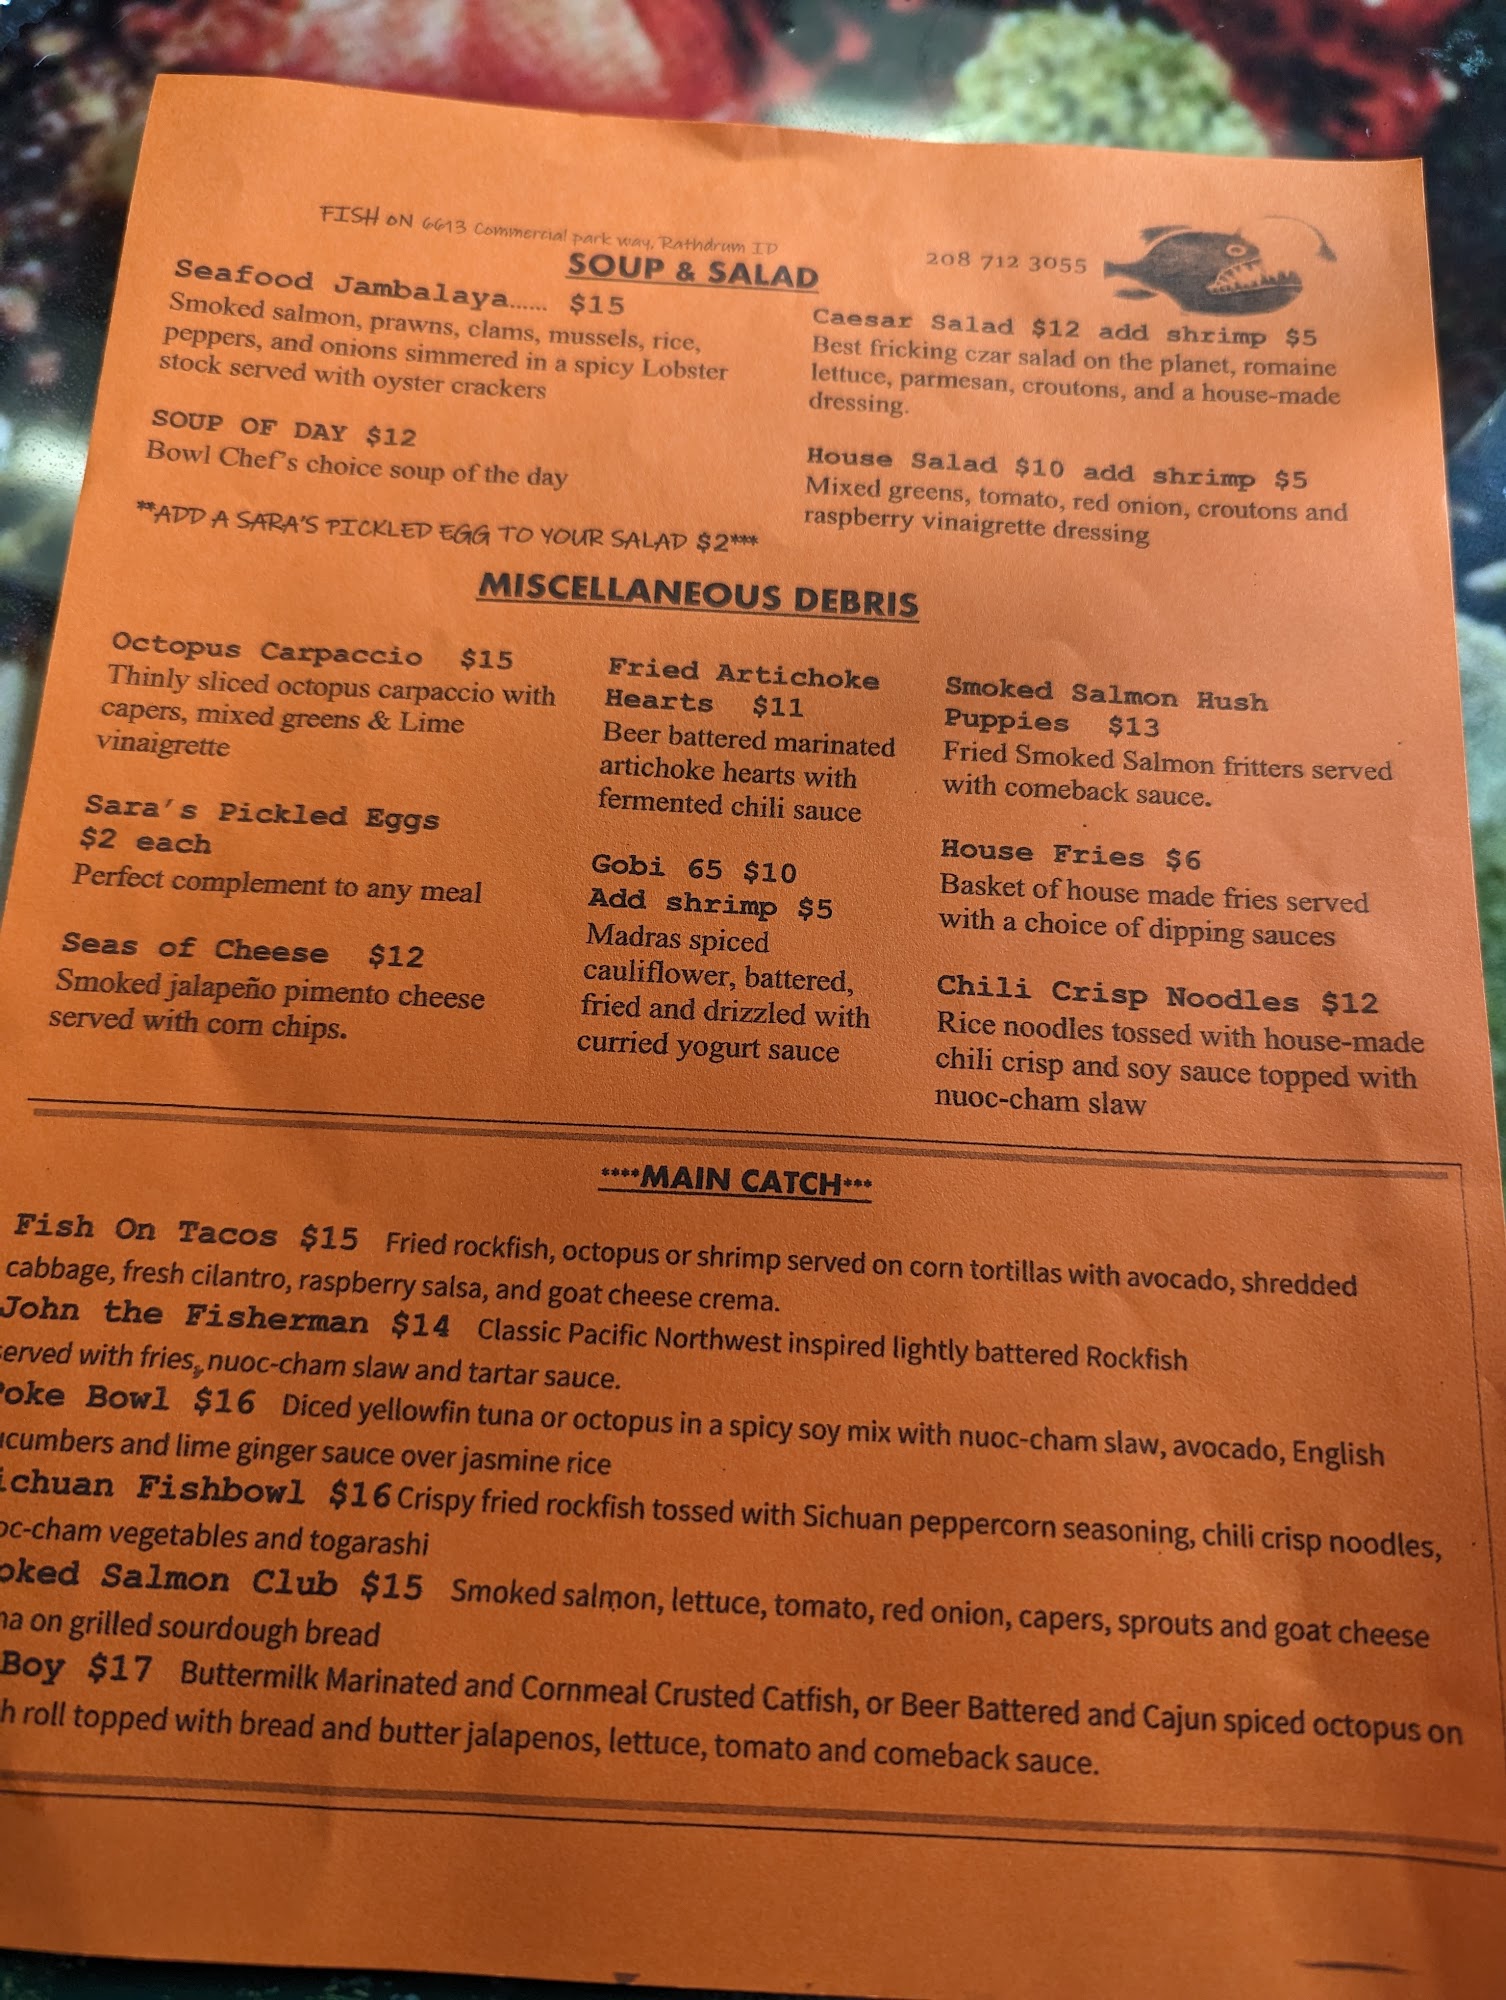 FISH ON 6613 Commercial park way, Rathdrum ID
208 712 3055
SOUP & SALAD
Seafood Jambalaya...... $15
Smoked salmon, prawns, clams, mussels, rice,
peppers, and onions simmered in a spicy Lobster
stock served with oyster crackers
SOUP OF DAY $12
Bowl Chef's choice soup of the day
**ADD A SARA'S PICKLED EGG TO YOUR SALAD $2***
Caesar Salad $12 add shrimp $5
Best fricking czar salad on the planet, romaine
lettuce, parmesan, croutons, and a house-made
dressing.
House Salad $10 add shrimp $5
Mixed greens, tomato, red onion, croutons and
raspberry vinaigrette dressing
MISCELLANEOUS DEBRIS
Octopus Carpaccio $15
Thinly sliced octopus carpaccio with
capers, mixed greens & Lime
vinaigrette
Sara's Pickled Eggs
$2 each
Perfect complement to any meal
Seas of Cheese $12
Smoked jalapeño pimento cheese
served with corn chips.
Fried Artichoke
Hearts $11
Beer battered marinated
artichoke hearts with
fermented chili sauce
Gobi 65 $10
Add shrimp $5
Madras spiced
cauliflower, battered,
fried and drizzled with
curried yogurt sauce
Smoked Salmon Hush
Puppies $13
Fried Smoked Salmon fritters served
with comeback sauce.
House Fries $6
Basket of house made fries served
with a choice of dipping sauces
Chili Crisp Noodles $12
Rice noodles tossed with house-made
chili crisp and soy sauce topped with
nuoc-cham slaw
****MAIN CATCH***
Fish On Tacos $15 Fried rockfish, octopus or shrimp served on corn tortillas with avocado, shredded
cabbage, fresh cilantro, raspberry salsa, and goat cheese crema.
John the Fisherman $14 Classic Pacific Northwest inspired lightly battered Rockfish
erved with fries, nuoc-cham slaw and tartar sauce.
oke Bowl $16 Diced yellowfin tuna or octopus in a spicy soy mix with nuoc-cham slaw, avocado, English
cumbers and lime ginger sauce over jasmine rice
ichuan Fishbowl $16 Crispy fried rockfish tossed with Sichuan peppercorn seasoning, chili crisp noodles,
oc-cham vegetables and togarashi
oked Salmon Club $15 Smoked salmon, lettuce, tomato, red onion, capers, sprouts and goat cheese
na on grilled sourdough bread
Boy $17 Buttermilk Marinated and Cornmeal Crusted Catfish, or Beer Battered and Cajun spiced octopus on
h roll topped with bread and butter jalapenos, lettuce, tomato and comeback sauce.